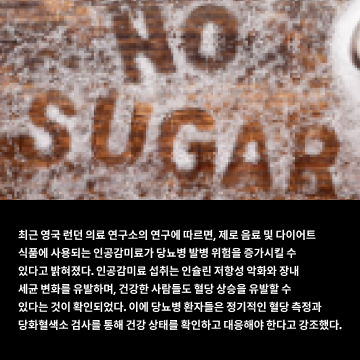 NO
SUGAR
최근 영국 런던 의료 연구소의 연구에 따르면, 제로 음료 및 다이어트
식품에 사용되는 인공감미료가 당뇨병 발병 위험을 증가시킬 수
있다고 밝혀졌다. 인공감미료 섭취는 인슐린 저항성 악화와 장내
세균 변화를 유발하며, 건강한 사람들도 혈당 상승을 유발할 수
있다는 것이 확인되었다. 이에 당뇨병 환자들은 정기적인 혈당 측정과
당화혈색소 검사를 통해 건강 상태를 확인하고 대응해야 한다고 강조했다.